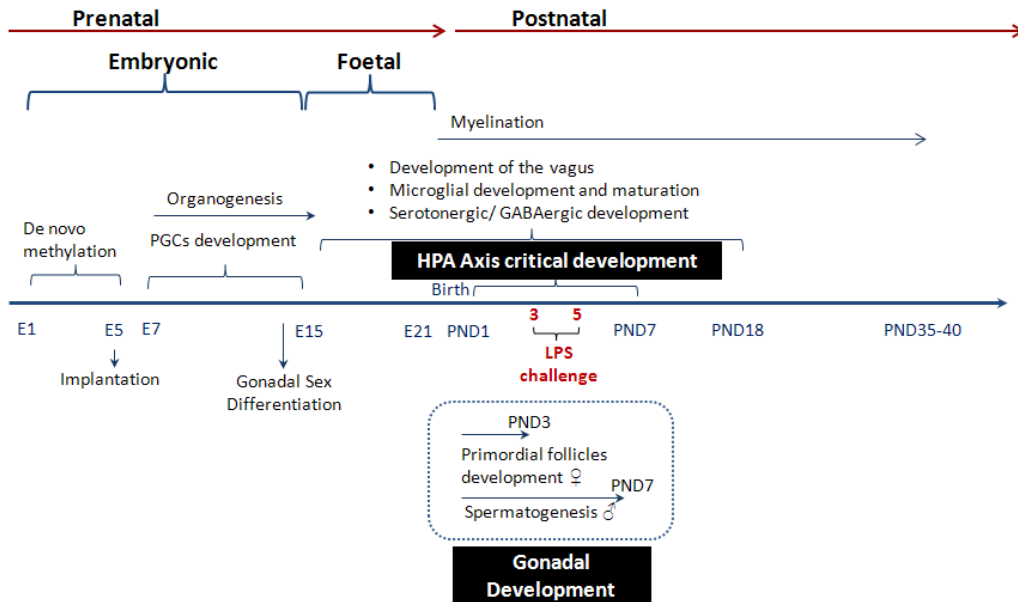 Prenatal
Postnatal
Embryonic
Foetal
Myelination
• Development of the vagus
• Microglial development and maturation
• Serotonergic/ GABAergic development
Organogenesis
De novo
methylation
PGCs development
HPA Axis critical development
Birth
E1
E5
E7
E15
E21
PND1
3
5
PND7
PND18
PND35-40
LPS
challenge
Implantation
Gonadal Sex
Differentiation
PND3
Primordial follicles
development ♀
PND7
Spermatogenesis ♂
Gonadal
Development